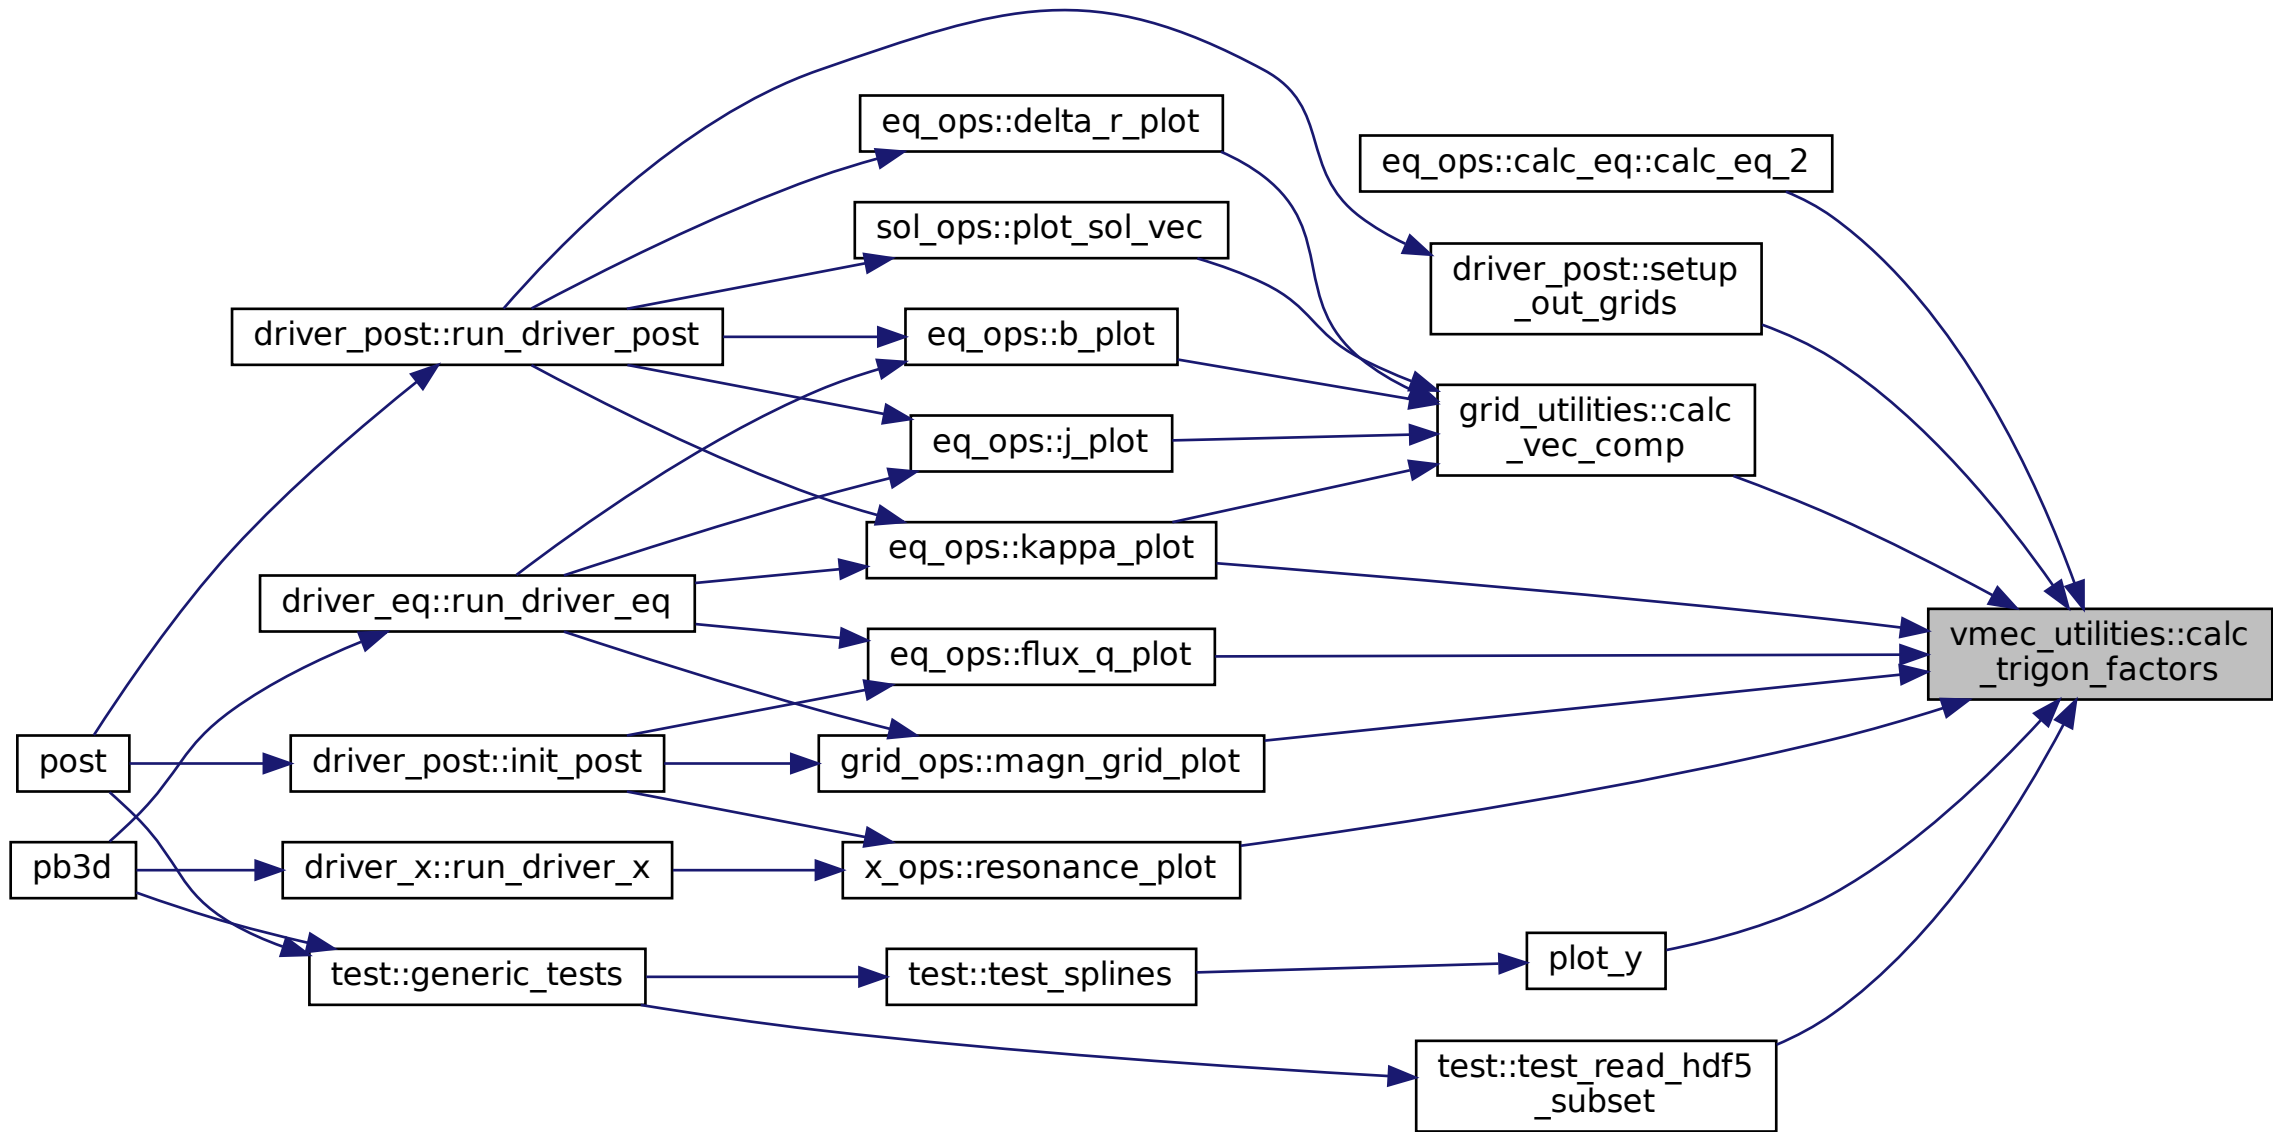 eq_ops::delta_r_plot
eq_ops::calc_eq::calc_eq_2
sol_ops::plot_sol_vec
driver_post::setup
_out_grids
driver_post::run_driver_post
eq_ops::b_plot
grid_utilities::calc
_vec_comp
eq_ops::j_plot
eq_ops::kappa_plot
driver_eq::run_driver_eq
vmec_utilities::calc
_trigon_factors
eq_ops::flux_q_plot
post
driver_post::init_post
grid_ops::magn_grid_plot
pb3d
driver_x::run_driver_x
x_ops::resonance_plot
plot_y
test::generic_tests
test::test_splines
test::test_read_hdf5
_subset